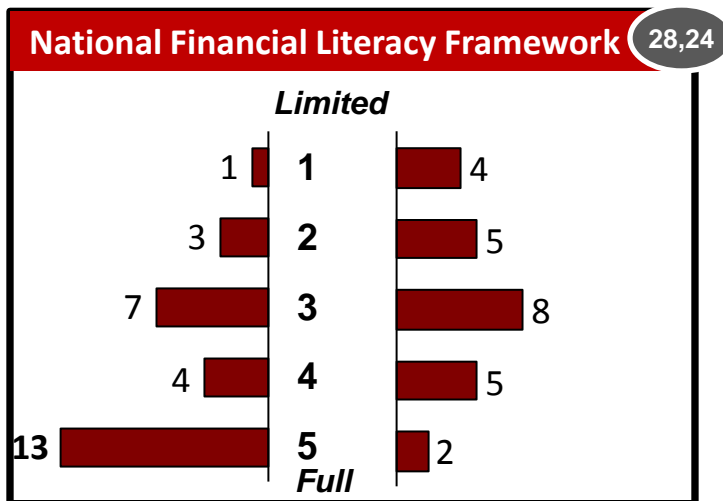 National Financial Literacy Framework 28,24
Limited
1 1 4
3 2 5
7 3 8
4 4 5
13 5 2
Full